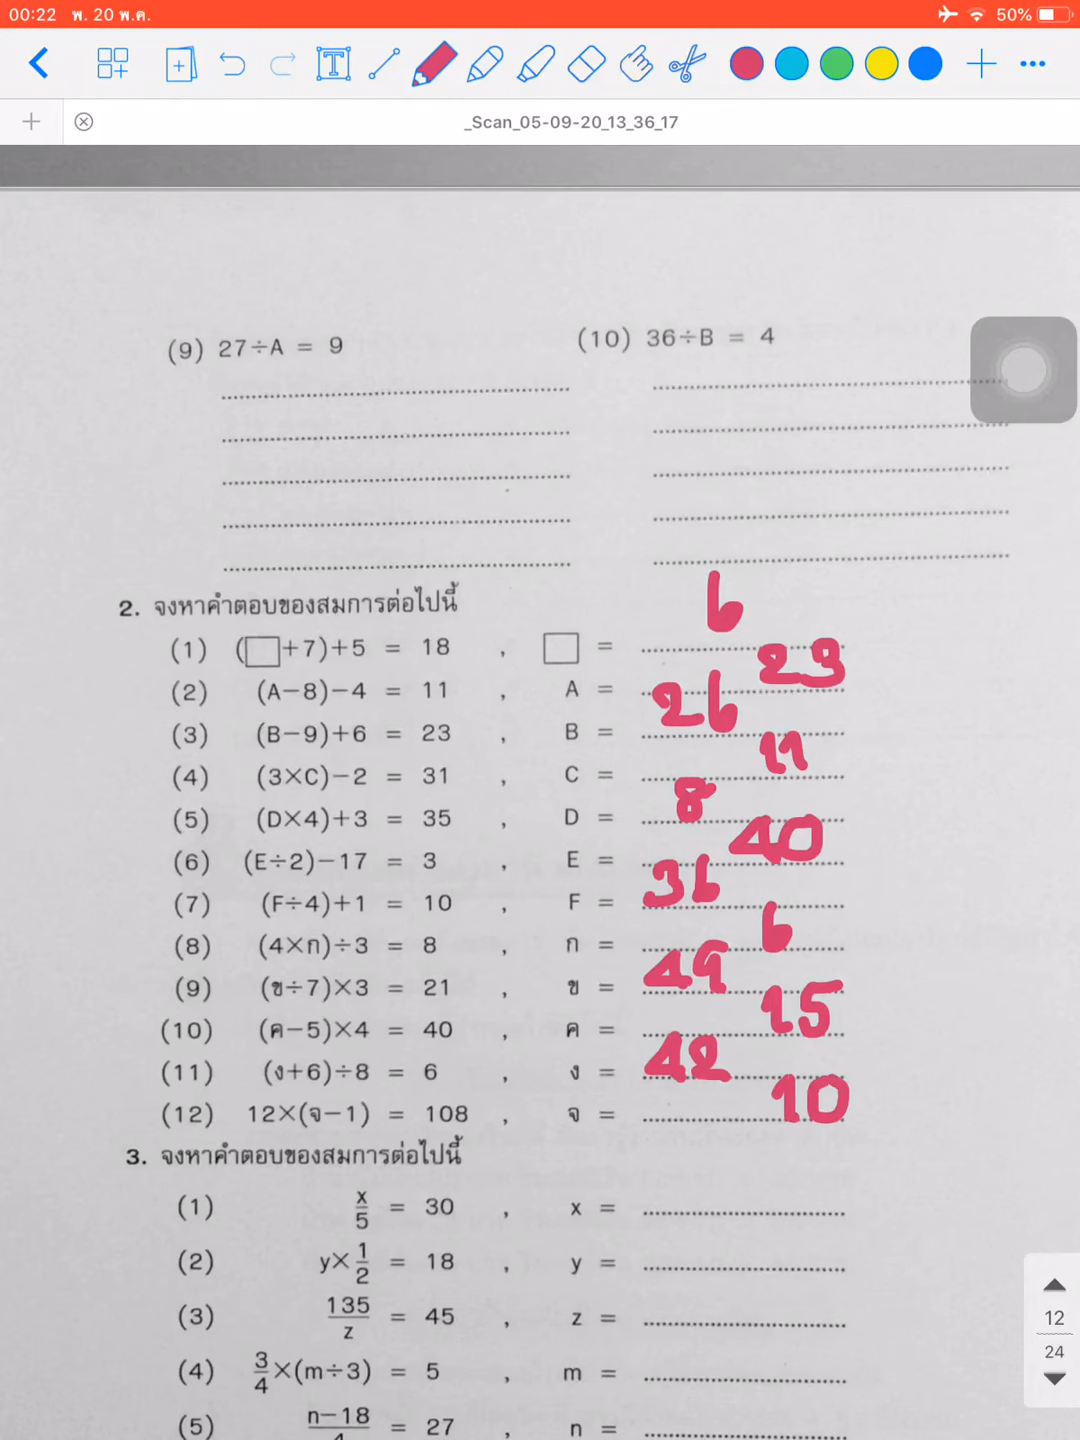 00:22 พ. 20 พ.ค. 50%
_Scan_05-09-20_13_36_17
(9) 27÷A = 9
(10) 36÷B = 4
2. จงหาคำตอบของสมการต่อไปนี้
(1) (□+7)+5 = 18 , □ = 6
(2) (A−8)−4 = 11 , A = 23
(3) (B−9)+6 = 23 , B = 26
(4) (3×C)−2 = 31 , C = 11
(5) (D×4)+3 = 35 , D = 8
(6) (E÷2)−17 = 3 , E = 40
(7) (F÷4)+1 = 10 , F = 36
(8) (4×ก)÷3 = 8 , ก = 6
(9) (ข÷7)×3 = 21 , ข = 49
(10) (ค−5)×4 = 40 , ค = 15
(11) (ง+6)÷8 = 6 , ง = 42
(12) 12×(จ−1) = 108 , จ = 10
3. จงหาคำตอบของสมการต่อไปนี้
(1) x/5 = 30 , x =
(2) y×1/2 = 18 , y =
(3) 135/z = 45 , z =
(4) 3/4×(m÷3) = 5 , m =
(5) n−18/4 = 27 , n =
12
24